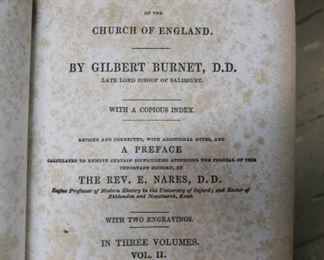 OF THE
CHURCH OF ENGLAND.
BY GILBERT BURNET, D.D.
LATE LORD BISHOP OF SALISBURY.
WITH A COPIOUS INDEX.
REVISED AND CORRECTED, WITH ADDITIONAL NOTES, AND
A PREFACE
CALCULATED TO REMOVE CERTAIN DIFFICULTIES ATTENDING THE PERUSAL OF THIS
IMPORTANT HISTORY, BY
THE REV. E. NARES, D.D.
Regius Professor of Modern History in the University of Oxford; and Rector of
Biddenden and Newchurch, Kent.
WITH TWO ENGRAVINGS.
IN THREE VOLUMES.
VOL. II.